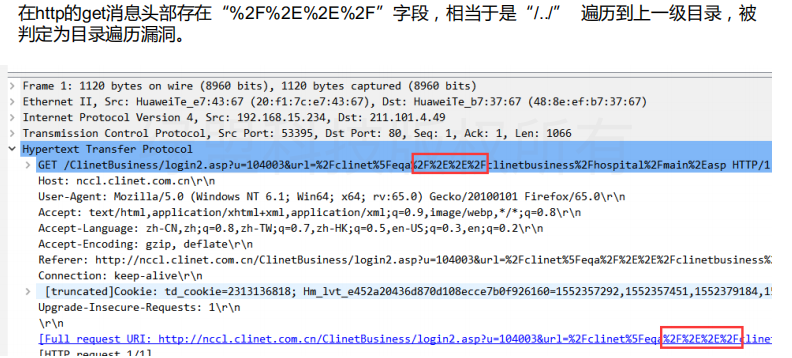 在http的get消息头部存在“%2F%2E%2E%2F”字段，相当于是“/../” 遍历到上一级目录，被
判定为目录遍历漏洞。
Frame 1: 1120 bytes on wire (8960 bits), 1120 bytes captured (8960 bits)
Ethernet II, Src: HuaweiTe_e7:43:67 (20:f1:7c:e7:43:67), Dst: HuaweiTe_b7:37:67 (48:8e:ef:b7:37:67)
Internet Protocol Version 4, Src: 192.168.15.234, Dst: 211.101.4.49
Transmission Control Protocol, Src Port: 53395, Dst Port: 80, Seq: 1, Ack: 1, Len: 1066
Hypertext Transfer Protocol
GET /ClinetBusiness/login2.asp?u=104003&url=%2Fclinet%5Feqa%2F%2E%2E%2Fclinetbusiness%2Fhospital%2Fmain%2Easp HTTP/1
Host: nccl.clinet.com.cn\r\n
User-Agent: Mozilla/5.0 (Windows NT 6.1; Win64; x64; rv:65.0) Gecko/20100101 Firefox/65.0\r\n
Accept: text/html,application/xhtml+xml,application/xml;q=0.9,image/webp,*/*;q=0.8\r\n
Accept-Language: zh-CN,zh;q=0.8,zh-TW;q=0.7,zh-HK;q=0.5,en-US;q=0.3,en;q=0.2\r\n
Accept-Encoding: gzip, deflate\r\n
Referer: http://nccl.clinet.com.cn/ClinetBusiness/login2.asp?u=104003&url=%2Fclinet%5Feqa%2F%2E%2E%2Fclinetbusiness%2
Connection: keep-alive\r\n
[truncated]Cookie: td_cookie=2313136818; Hm_lvt_e452a20436d870d108ecce7b0f926160=1552357292,1552357451,1552379184,15
Upgrade-Insecure-Requests: 1\r\n
\r\n
[Full request URI: http://nccl.clinet.com.cn/ClinetBusiness/login2.asp?u=104003&url=%2Fclinet%5Feqa%2F%2E%2E%2Fclinet
[HTTP request 1/1]